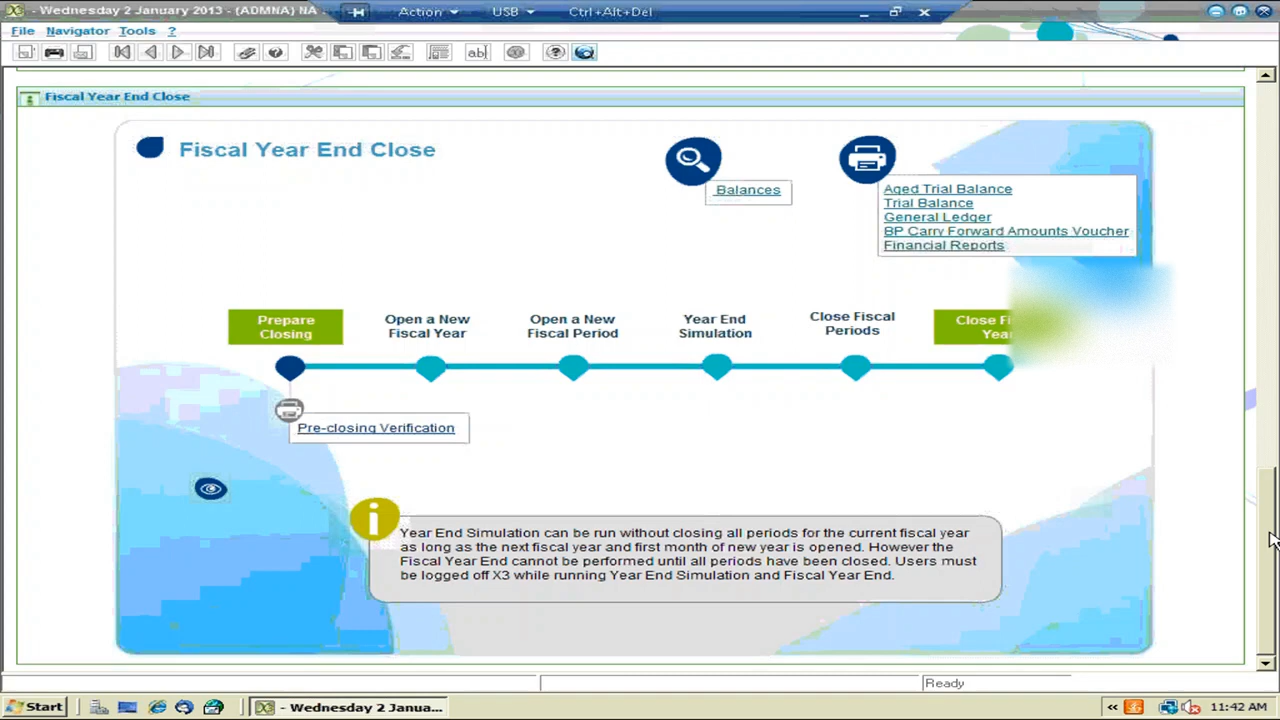 - Wednesday 2 January 2013 - (ADMNA) NA
Action USB Ctrl+Alt+Del
File Navigator Tools ?
ab
Fiscal Year End Close
Fiscal Year End Close
Balances
Aged Trial Balance
Trial Balance
General Ledger
BP Carry Forward Amounts Voucher
Financial Reports
Prepare
Closing
Open a New
Fiscal Year
Open a New
Fiscal Period
Year End
Simulation
Close Fiscal
Periods
Close
Pre-closing Verification
i
Year End Simulation can be run without closing all periods for the current fiscal year
as long as the next fiscal year and first month of new year is opened. However the
Fiscal Year End cannot be performed until all periods have been closed. Users must
be logged off X3 while running Year End Simulation and Fiscal Year End.
Ready
Start
- Wednesday 2 Janua...
11:42 AM